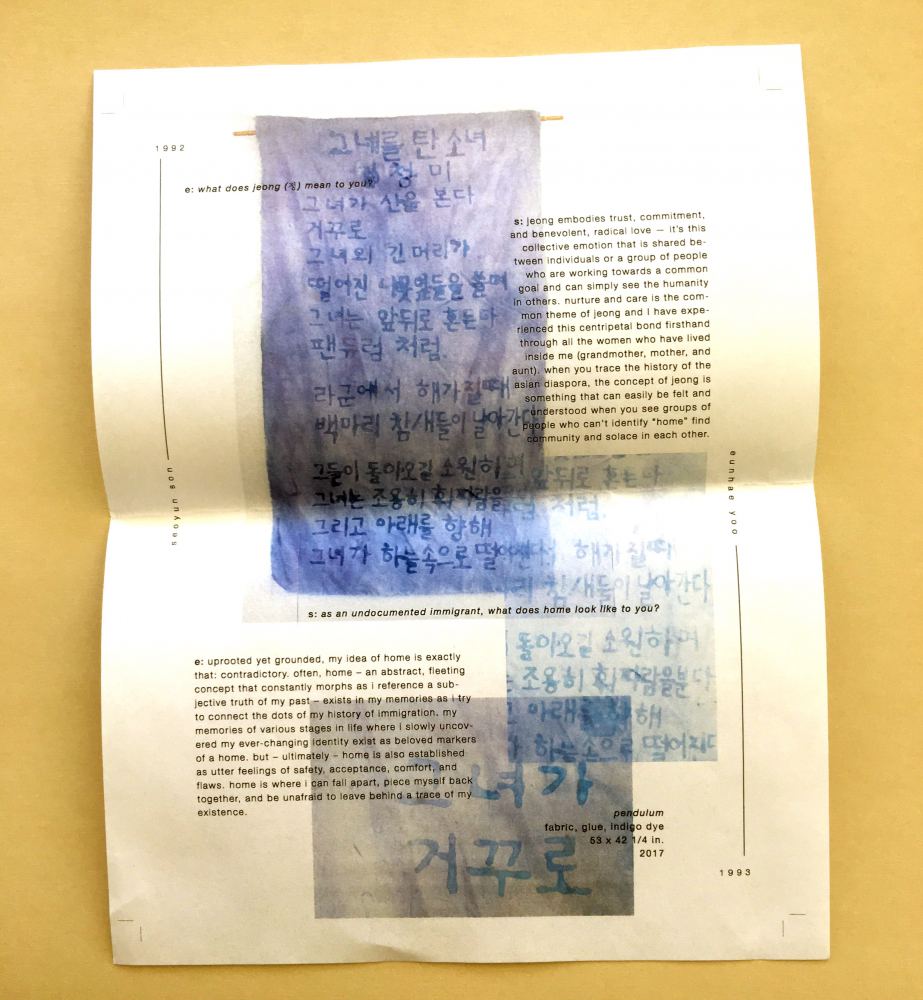 1992
seoyun son
e: what does jeong (정) mean to you?
그네를 탄 소녀
장 미
그녀가 산을 본다
거꾸로
그녀의 긴 머리가
떨어진 나뭇잎들을 쓸며
그녀는 앞뒤로 흔든다
팬듀럼 처럼.
라군에서 해가질때
백마리 참새들이 날아간다
그들이 돌아오길 소원하며
그녀는 조용히 휘파람을
그리고 아래를 향해
그녀가 하늘속으로 떨어진다.
s: jeong embodies trust, commitment,
and benevolent, radical love — it's this
collective emotion that is shared be-
tween individuals or a group of people
who are working towards a common
goal and can simply see the humanity
in others. nurture and care is the com-
mon theme of jeong and I have expe-
rienced this centripetal bond firsthand
through all the women who have lived
inside me (grandmother, mother, and
aunt). when you trace the history of the
asian diaspora, the concept of jeong is
something that can easily be felt and
understood when you see groups of
people who can't identify "home" find
community and solace in each other.
eunhae yoo
앞뒤로 흔든다
처럼.
해가 질때
참새들이 날아간다
돌아오길 소원하며
조용히 휘파람을분다
아래를 향해
하늘속으로 떨어진다
s: as an undocumented immigrant, what does home look like to you?
e: uprooted yet grounded, my idea of home is exactly
that: contradictory. often, home – an abstract, fleeting
concept that constantly morphs as i reference a sub-
jective truth of my past – exists in my memories as i try
to connect the dots of my history of immigration. my
memories of various stages in life where i slowly uncov-
ered my ever-changing identity exist as beloved markers
of a home. but – ultimately – home is also established
as utter feelings of safety, acceptance, comfort, and
flaws. home is where i can fall apart, piece myself back
together, and be unafraid to leave behind a trace of my
existence.
그녀가
거꾸로
pendulum
fabric, glue, indigo dye
53 x 42 1/4 in.
2017
1993